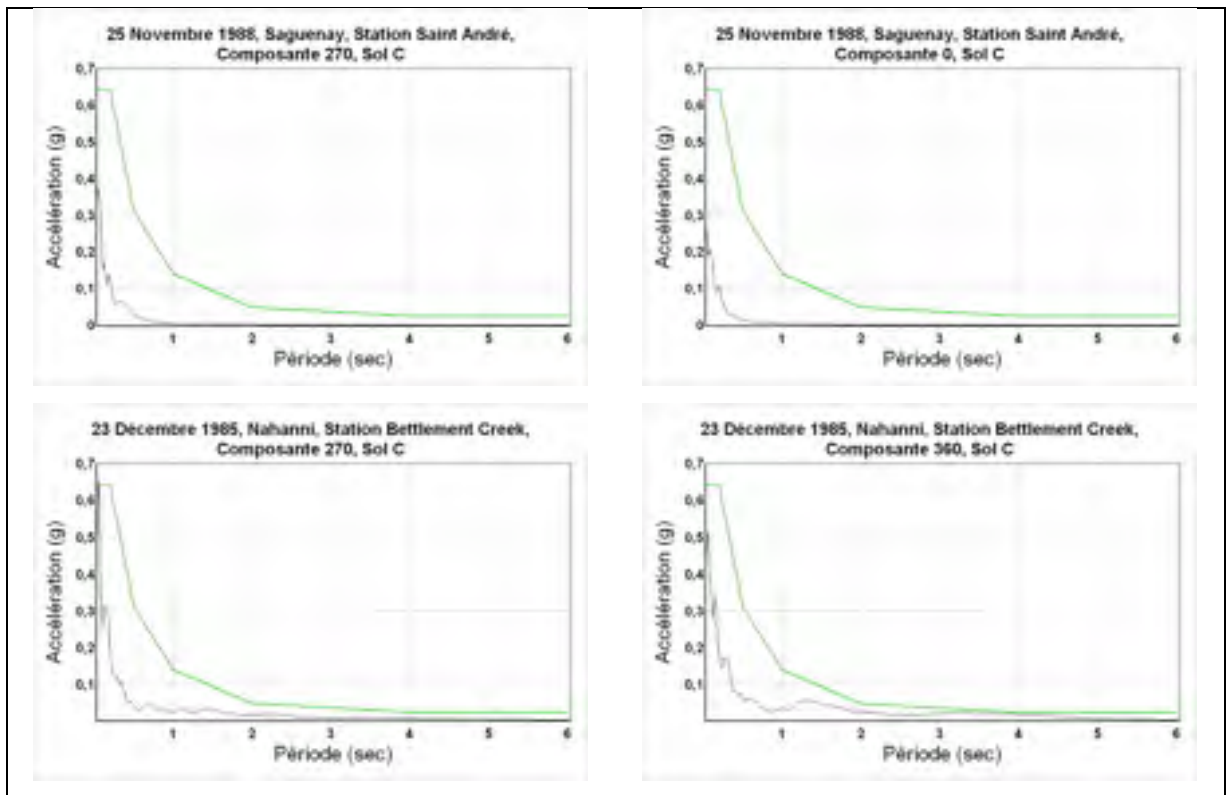 25 Novembre 1988, Saguenay, Station Saint André,
Composante 270, Sol C
0,7
0,6
0,5
0,4
0,3
0,2
0,1
0
Accélération (g)
1 2 3 4 5 6
Période (sec)
25 Novembre 1988, Saguenay, Station Saint André,
Composante 0, Sol C
0,7
0,6
0,5
0,4
0,3
0,2
0,1
0
Accélération (g)
1 2 3 4 5 6
Période (sec)
23 Décembre 1985, Nahanni, Station Bettlement Creek,
Composante 270, Sol C
0,7
0,6
0,5
0,4
0,3
0,2
0,1
Accélération (g)
1 2 3 4 5 6
Période (sec)
23 Décembre 1985, Nahanni, Station Bettlement Creek,
Composante 360, Sol C
0,7
0,6
0,5
0,4
0,3
0,2
0,1
Accélération (g)
1 2 3 4 5 6
Période (sec)